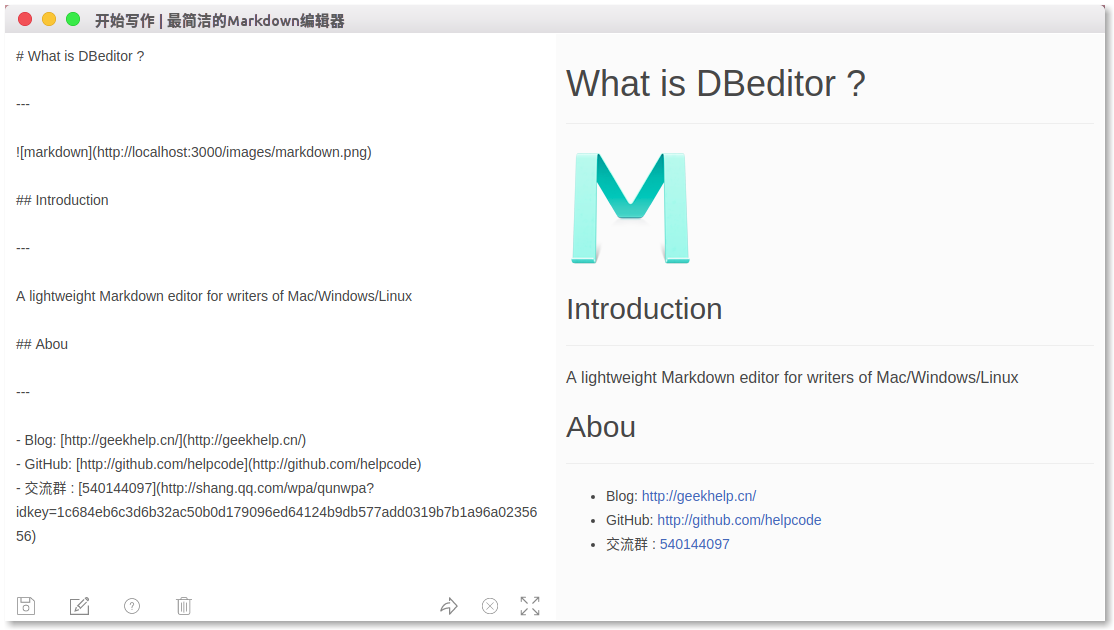 开始写作 | 最简洁的Markdown编辑器
# What is DBeditor ?
---
![markdown](http://localhost:3000/images/markdown.png)
## Introduction
---
A lightweight Markdown editor for writers of Mac/Windows/Linux
## Abou
---
- Blog: [http://geekhelp.cn/](http://geekhelp.cn/)
- GitHub: [http://github.com/helpcode](http://github.com/helpcode)
- 交流群 : [540144097](http://shang.qq.com/wpa/qunwpa?
idkey=1c684eb6c3d6b32ac50b0d179096ed64124b9db577add0319b7b1a96a02356
56)
What is DBeditor ?
M
Introduction
A lightweight Markdown editor for writers of Mac/Windows/Linux
Abou
• Blog: http://geekhelp.cn/
• GitHub: http://github.com/helpcode
• 交流群 : 540144097